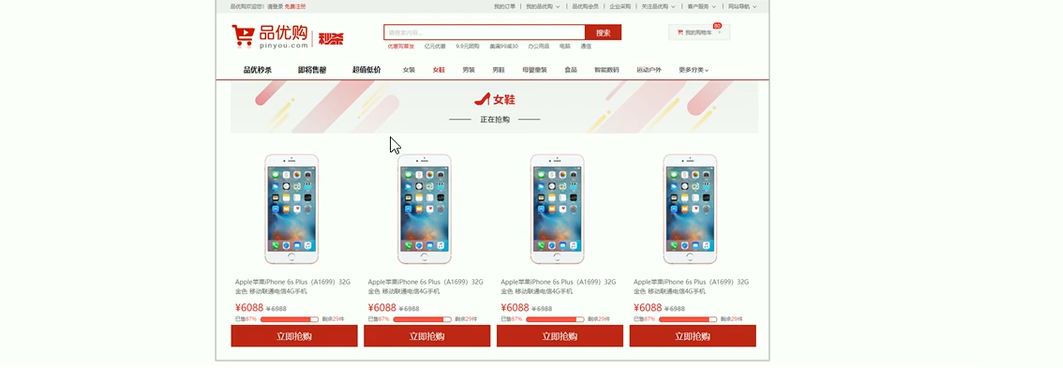 品优购欢迎您！请登录 免费注册
我的订单 | 我的品优购 | 品优购会员 | 企业采购 | 关注品优购 | 客户服务 | 网站导航
品优购 pinyou.com 秒杀
搜索
我的购物车
优惠购首发 亿元优惠 9.9元团购 美满99减30 办公用品 电脑 通信
品优秒杀 即将售罄 超值低价 女装 女鞋 男装 男鞋 母婴童装 食品 智能数码 运动户外 更多分类
女鞋
正在抢购
Apple苹果iPhone 6s Plus（A1699）32G 金色 移动联通电信4G手机
¥6088 ¥6988
已售87% 剩余29件
立即抢购
Apple苹果iPhone 6s Plus（A1699）32G 金色 移动联通电信4G手机
¥6088 ¥6988
已售87% 剩余29件
立即抢购
Apple苹果iPhone 6s Plus（A1699）32G 金色 移动联通电信4G手机
¥6088 ¥6988
已售87% 剩余29件
立即抢购
Apple苹果iPhone 6s Plus（A1699）32G 金色 移动联通电信4G手机
¥6088 ¥6988
已售87% 剩余29件
立即抢购